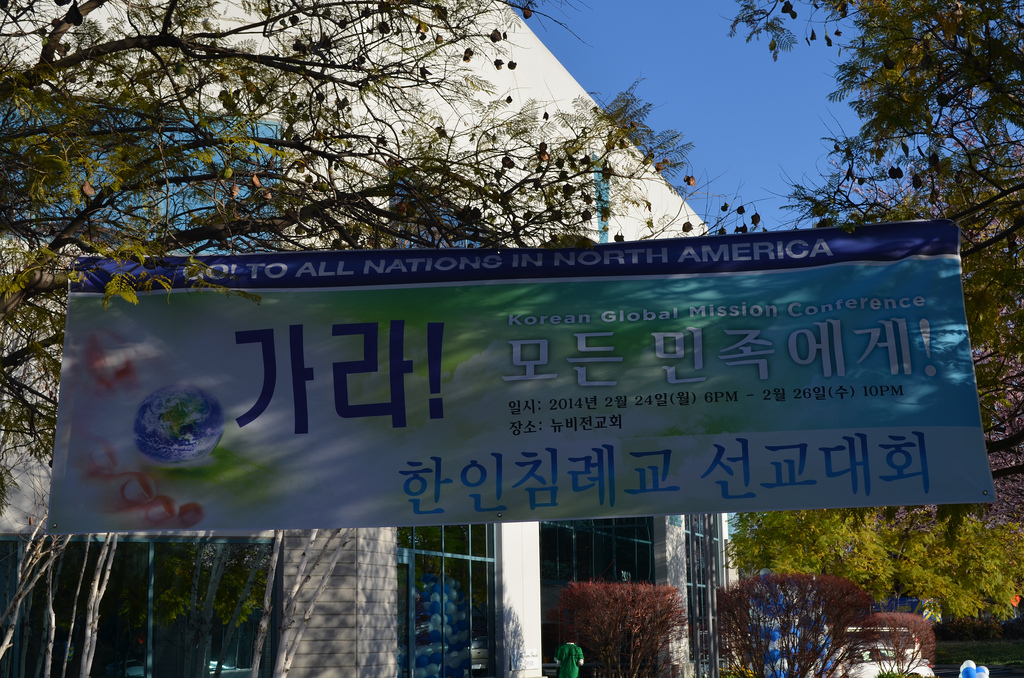 GO! TO ALL NATIONS IN NORTH AMERICA
가라!
Korean Global Mission Conference
모든 민족에게!
일시: 2014년 2월 24일(월) 6PM - 2월 26일(수) 10PM
장소: 뉴비전교회
한인침례교 선교대회